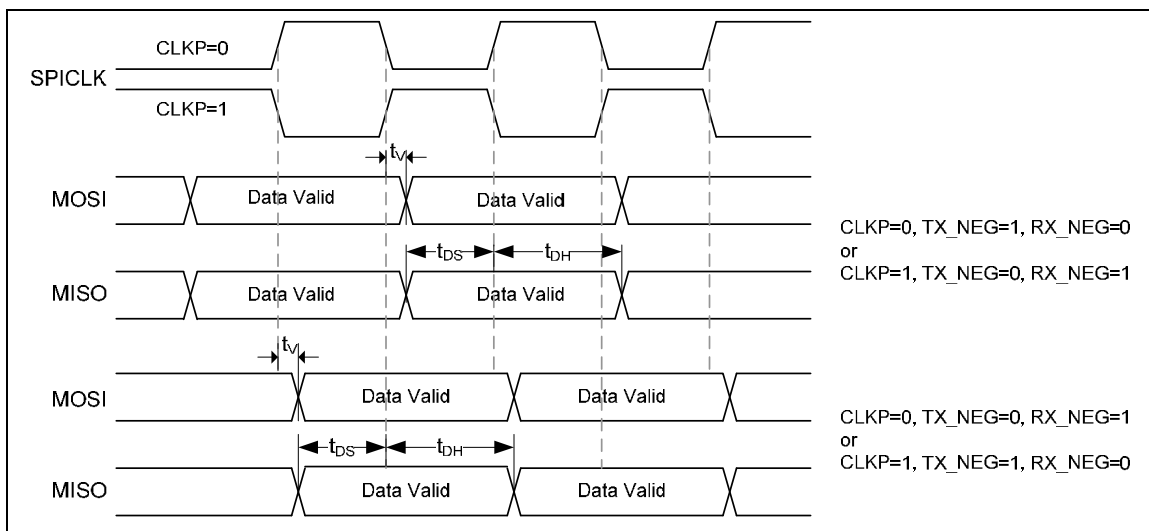 CLKP=0
SPICLK
CLKP=1
tV
MOSI
Data Valid
Data Valid
CLKP=0, TX_NEG=1, RX_NEG=0
or
CLKP=1, TX_NEG=0, RX_NEG=1
tDS
tDH
MISO
Data Valid
Data Valid
tV
MOSI
Data Valid
Data Valid
CLKP=0, TX_NEG=0, RX_NEG=1
or
CLKP=1, TX_NEG=1, RX_NEG=0
tDS
tDH
MISO
Data Valid
Data Valid